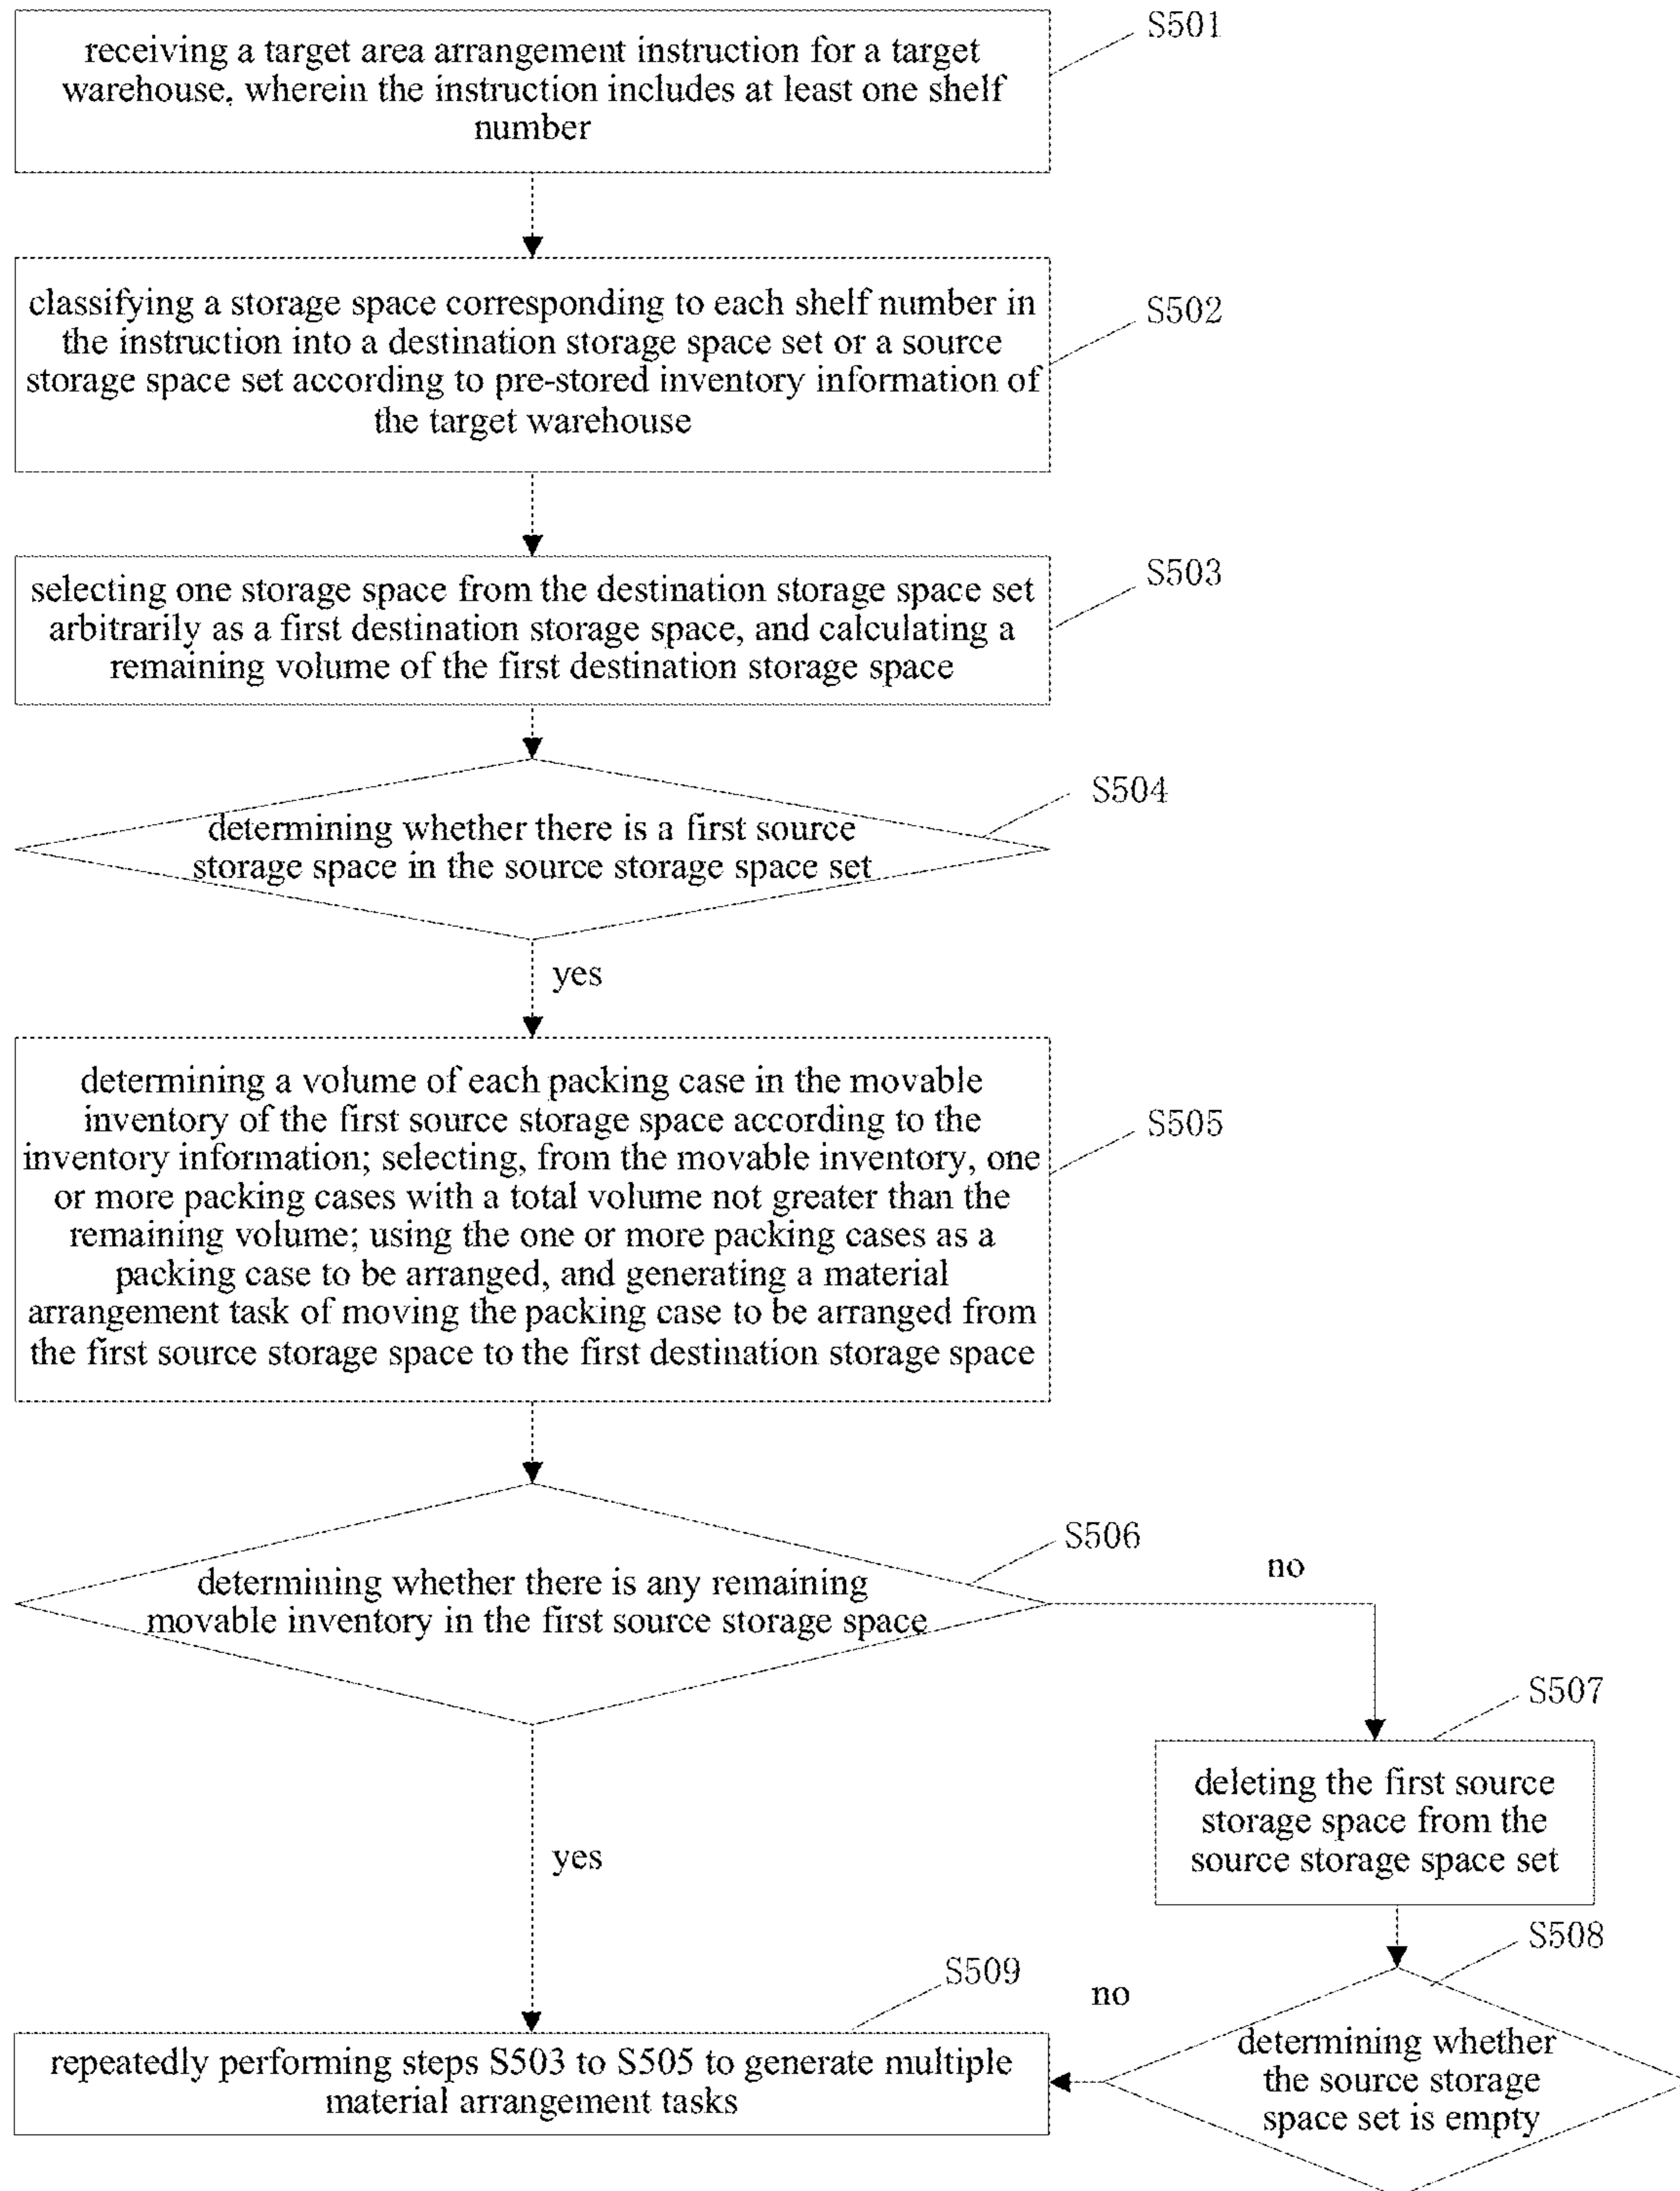 S501
receiving a target area arrangement instruction for a target
warehouse, wherein the instruction includes at least one shelf
number
S502
classifying a storage space corresponding to each shelf number in
the instruction into a destination storage space set or a source
storage space set according to pre-stored inventory information of
the target warehouse
S503
selecting one storage space from the destination storage space set
arbitrarily as a first destination storage space, and calculating a
remaining volume of the first destination storage space
S504
determining whether there is a first source
storage space in the source storage space set
yes
S505
determining a volume of each packing case in the movable
inventory of the first source storage space according to the
inventory information; selecting, from the movable inventory, one
or more packing cases with a total volume not greater than the
remaining volume; using the one or more packing cases as a
packing case to be arranged, and generating a material
arrangement task of moving the packing case to be arranged from
the first source storage space to the first destination storage space
S506
determining whether there is any remaining
movable inventory in the first source storage space
no
S507
deleting the first source
storage space from the
source storage space set
yes
S508
determining whether
the source storage
space set is empty
no
S509
repeatedly performing steps S503 to S505 to generate multiple
material arrangement tasks